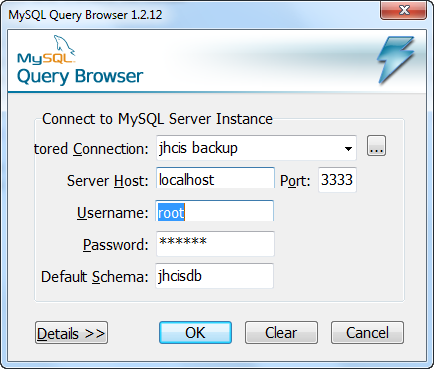 MySQL Query Browser 1.2.12
MySQL
Query Browser
Connect to MySQL Server Instance
tored Connection: jhcis backup ...
Server Host: localhost Port: 3333
Username: root
Password: ******
Default Schema: jhcisdb
Details >> OK Clear Cancel